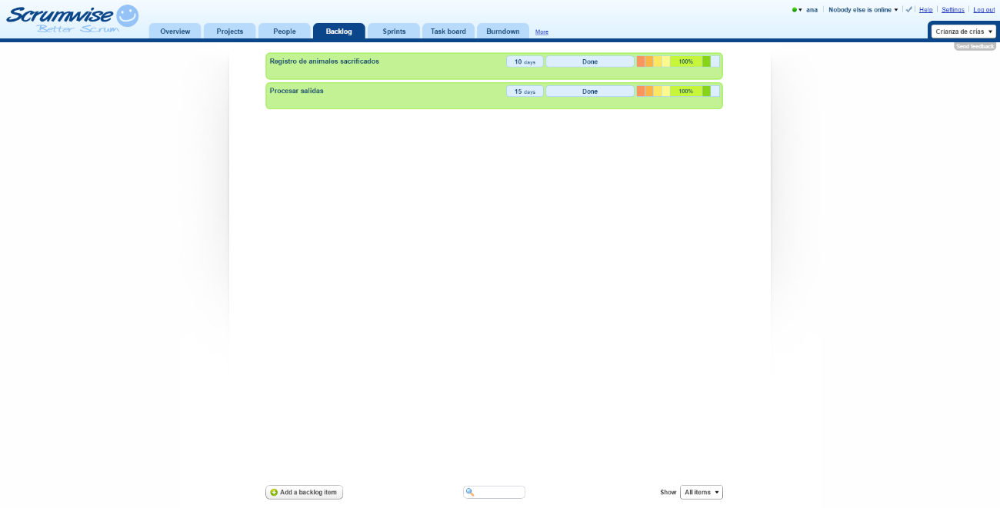 Scrumwise
Better Scrum
ana Nobody else is online Help Settings Log out
Overview Projects People Backlog Sprints Task board Burndown More
Crianza de crías
Send feedback
Registro de animales sacrificados 10 days Done 100%
Procesar salidas 15 days Done 100%
Add a backlog item Show All items